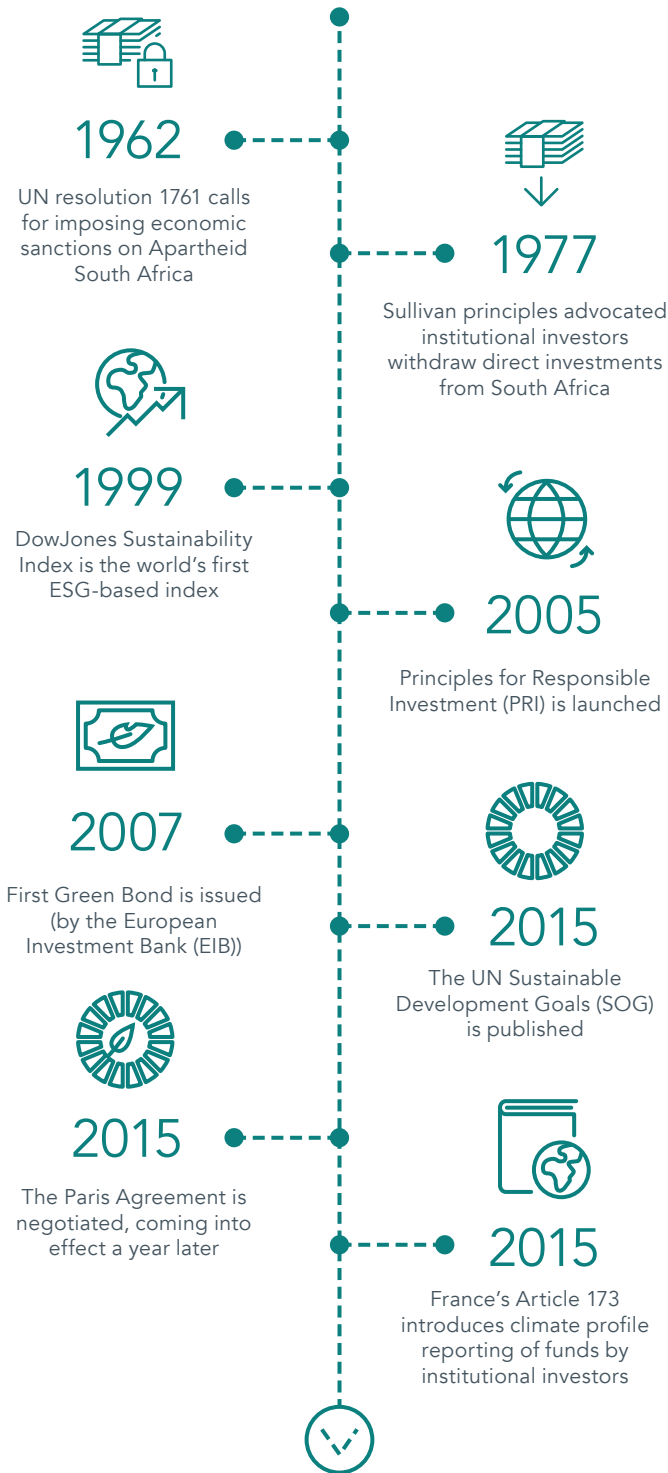 1962
UN resolution 1761 calls
for imposing economic
sanctions on Apartheid
South Africa
1977
Sullivan principles advocated
institutional investors
withdraw direct investments
from South Africa
1999
DowJones Sustainability
Index is the world's first
ESG-based index
2005
Principles for Responsible
Investment (PRI) is launched
2007
First Green Bond is issued
(by the European
Investment Bank (EIB))
2015
The UN Sustainable
Development Goals (SOG)
is published
2015
The Paris Agreement is
negotiated, coming into
effect a year later
2015
France's Article 173
introduces climate profile
reporting of funds by
institutional investors